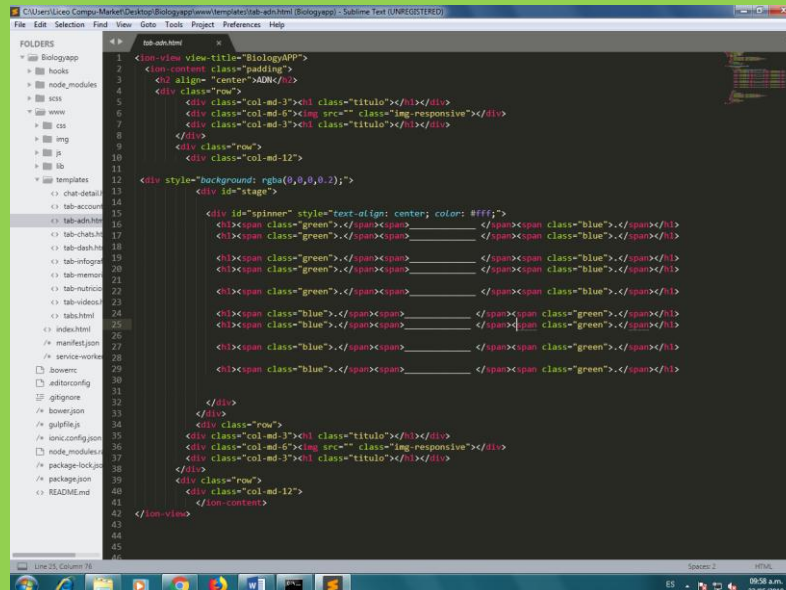 C:\Users\Liceo Compu-Market\Desktop\Biologyapp\www\templates\tab-adn.html (Biologyapp) - Sublime Text (UNREGISTERED)
File Edit Selection Find View Goto Tools Project Preferences Help
FOLDERS
Biologyapp
hooks
node_modules
scss
www
css
img
js
lib
templates
chat-detail.h
tab-account
tab-adn.htm
tab-chats.ht
tab-dash.ht
tab-infograf
tab-memori
tab-nutricio
tab-videos.h
tabs.html
index.html
manifest.json
service-worker
.bowerrc
.editorconfig
.gitignore
bower.json
gulpfile.js
ionic.config.json
node_modules.ra
package-lock.jso
package.json
README.md
tab-adn.html
1 <ion-view view-title="BiologyAPP">
2 <ion-content class="padding">
3 <h2 align= "center">ADN</h2>
4 <div class="row">
5 <div class="col-md-3"><h1 class="titulo"></h1></div>
6 <div class="col-md-6"><img src="" class="img-responsive"></div>
7 <div class="col-md-3"><h1 class="titulo"></h1></div>
8 </div>
9 <div class="row">
10 <div class="col-md-12">
11
12 <div style="background: rgba(0,0,0,0.2);">
13 <div id="stage">
14
15 <div id="spinner" style="text-align: center; color: #fff;">
16 <h1><span class="green">.</span><span>____________ </span><span class="blue">.</span></h1>
17 <h1><span class="green">.</span><span>____________ </span><span class="blue">.</span></h1>
18
19 <h1><span class="green">.</span><span>____________ </span><span class="blue">.</span></h1>
20 <h1><span class="green">.</span><span>____________ </span><span class="blue">.</span></h1>
21
22 <h1><span class="green">.</span><span>____________ </span><span class="blue">.</span></h1>
23
24 <h1><span class="blue">.</span><span>____________ </span><span class="green">.</span></h1>
25 <h1><span class="blue">.</span><span>____________ </span><span class="green">.</span></h1>
26
27 <h1><span class="blue">.</span><span>____________ </span><span class="green">.</span></h1>
28
29 <h1><span class="blue">.</span><span>____________ </span><span class="green">.</span></h1>
30
31
32 </div>
33 </div>
34 <div class="row">
35 <div class="col-md-3"><h1 class="titulo"></h1></div>
36 <div class="col-md-6"><img src="" class="img-responsive"></div>
37 <div class="col-md-3"><h1 class="titulo"></h1></div>
38 </div>
39 <div class="row">
40 <div class="col-md-12">
41 </ion-content>
42 </ion-view>
43
44
45
46
Line 25, Column 76
Spaces: 2
HTML
ES
09:58 a.m.